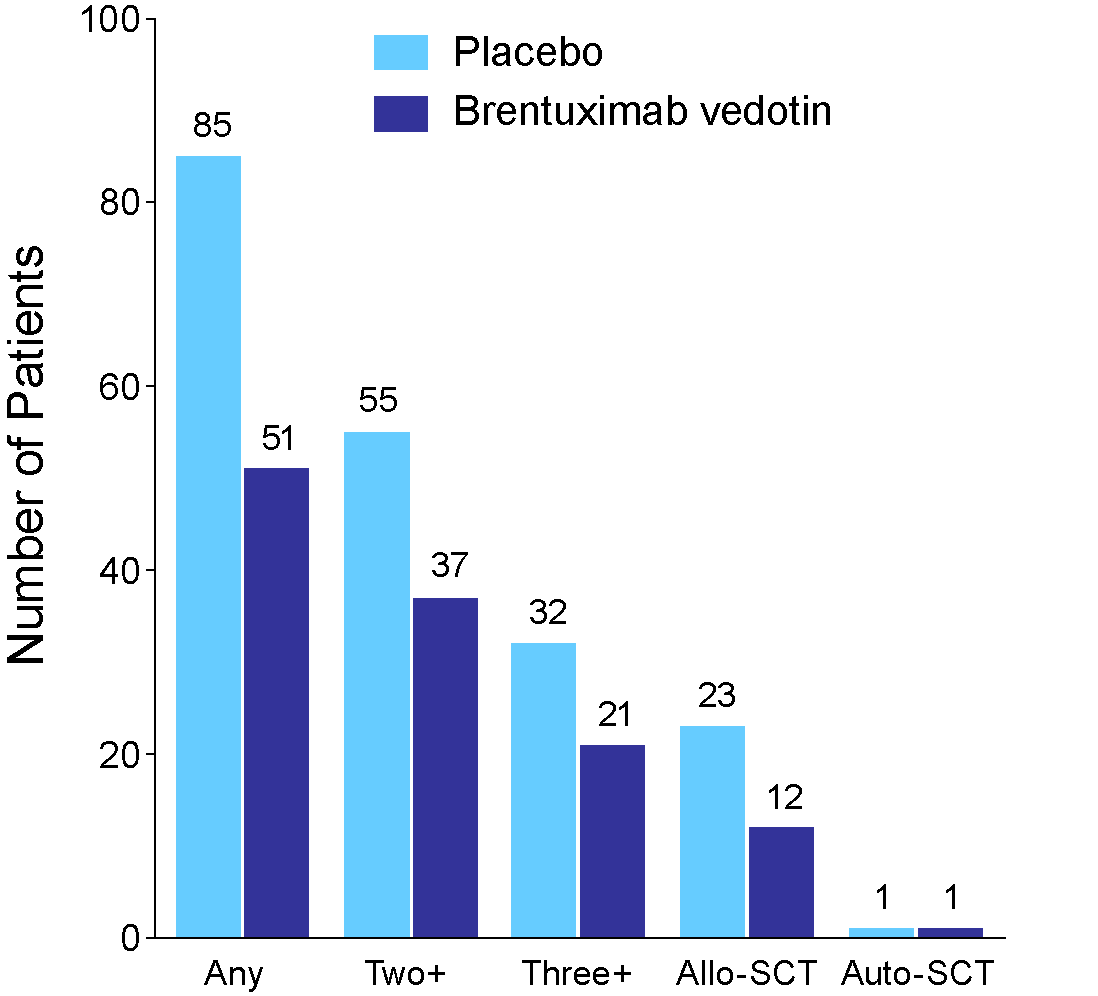 Number of Patients
100
80
60
40
20
0
Placebo
Brentuximab vedotin
85
51
55
37
32
21
23
12
1
1
Any
Two+
Three+
Allo-SCT
Auto-SCT